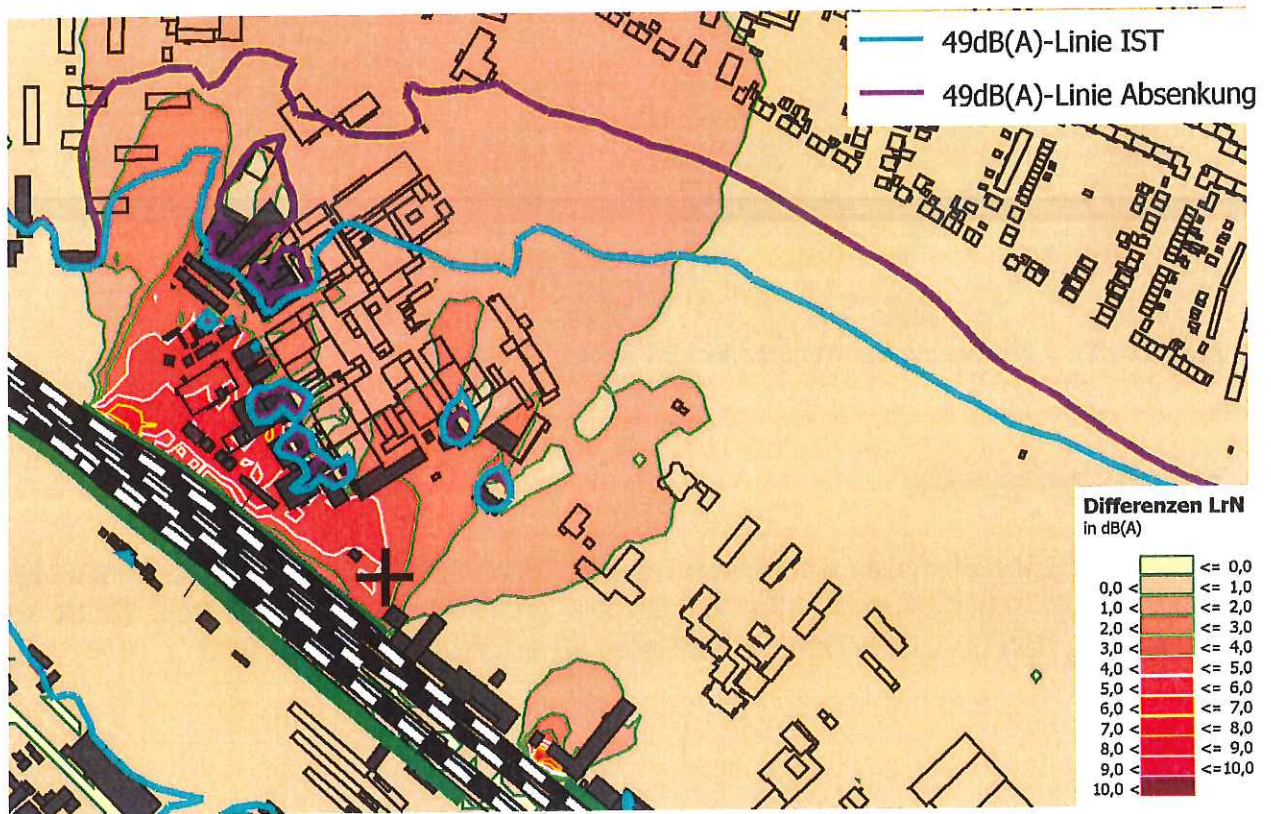 49dB(A)-Linie IST
49dB(A)-Linie Absenkung
Differenzen LrN
in dB(A)
<= 0,0
0,0 < <= 1,0
1,0 < <= 2,0
2,0 < <= 3,0
3,0 < <= 4,0
4,0 < <= 5,0
5,0 < <= 6,0
6,0 < <= 7,0
7,0 < <= 8,0
8,0 < <= 9,0
9,0 < <=10,0
10,0 <